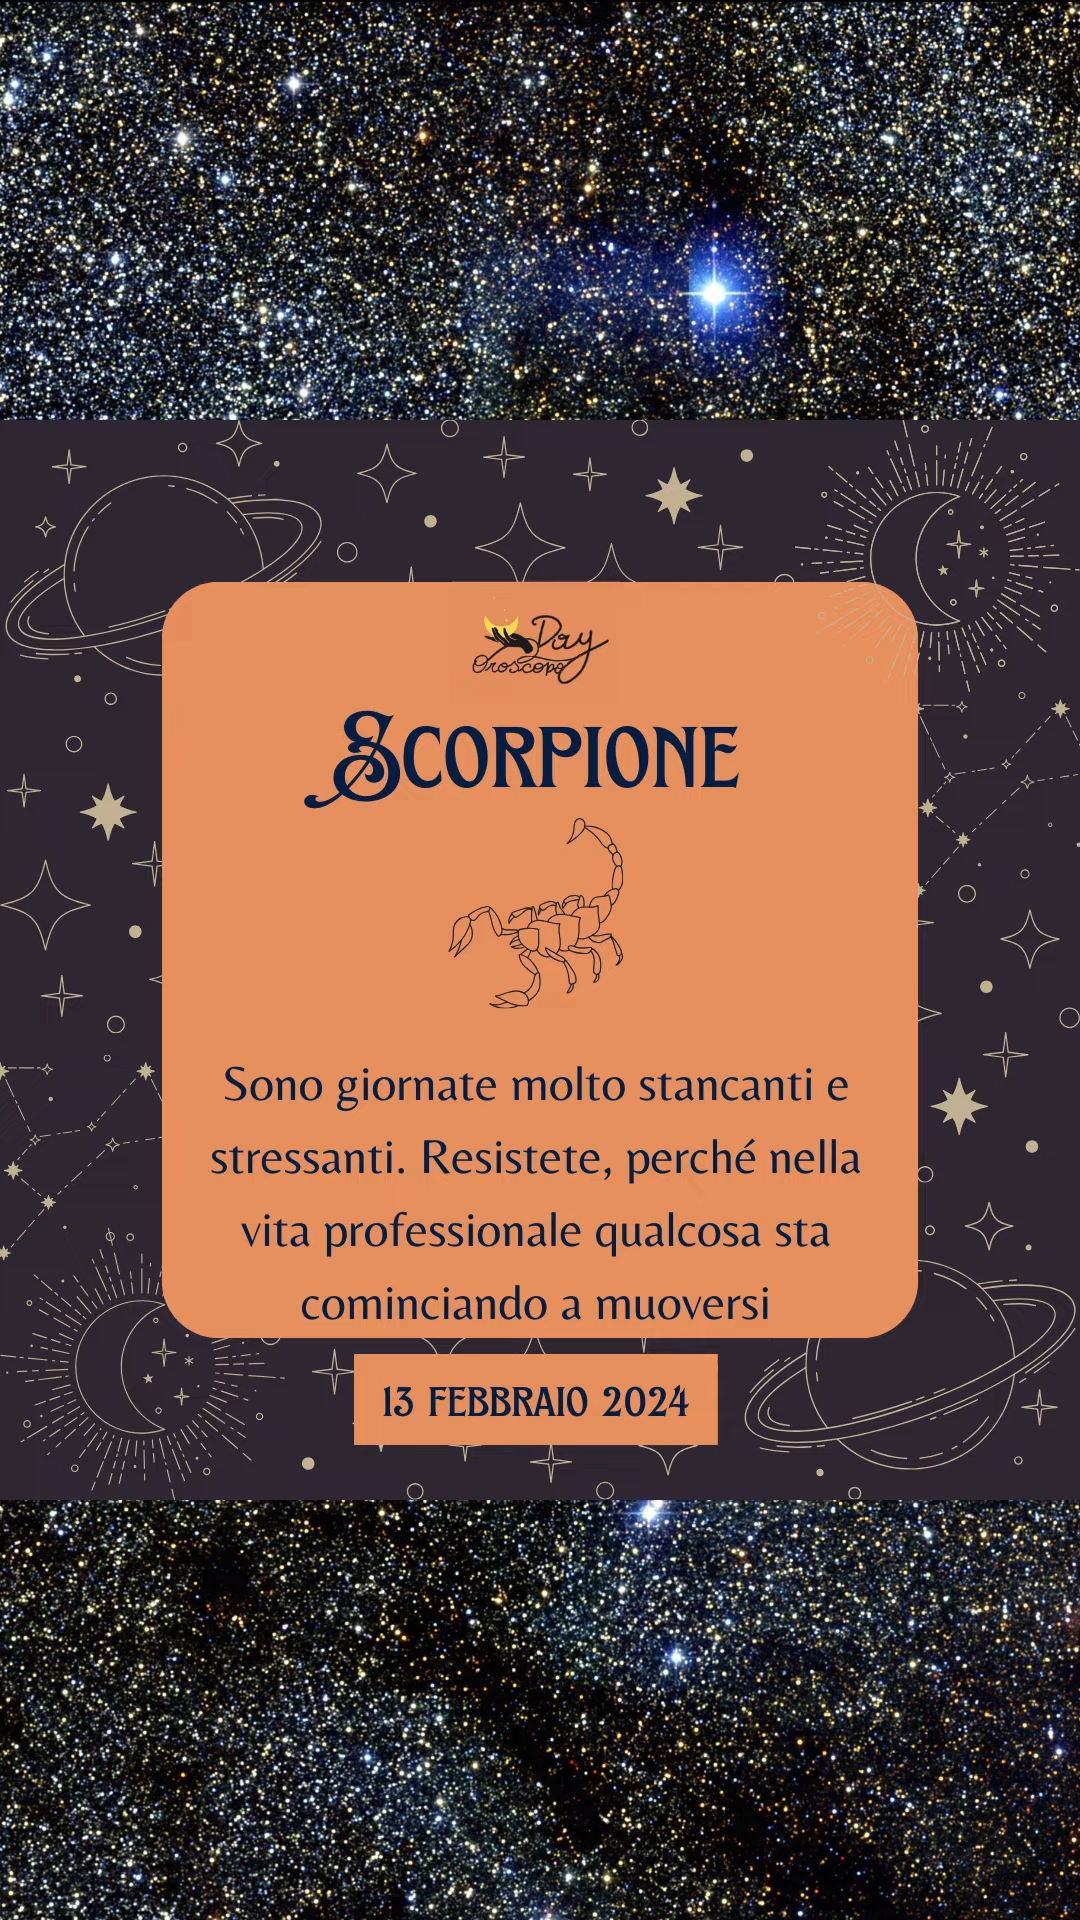 Day
Oroscopo
Scorpione
Sono giornate molto stancanti e
stressanti. Resistete, perché nella
vita professionale qualcosa sta
cominciando a muoversi
13 FEBBRAIO 2024